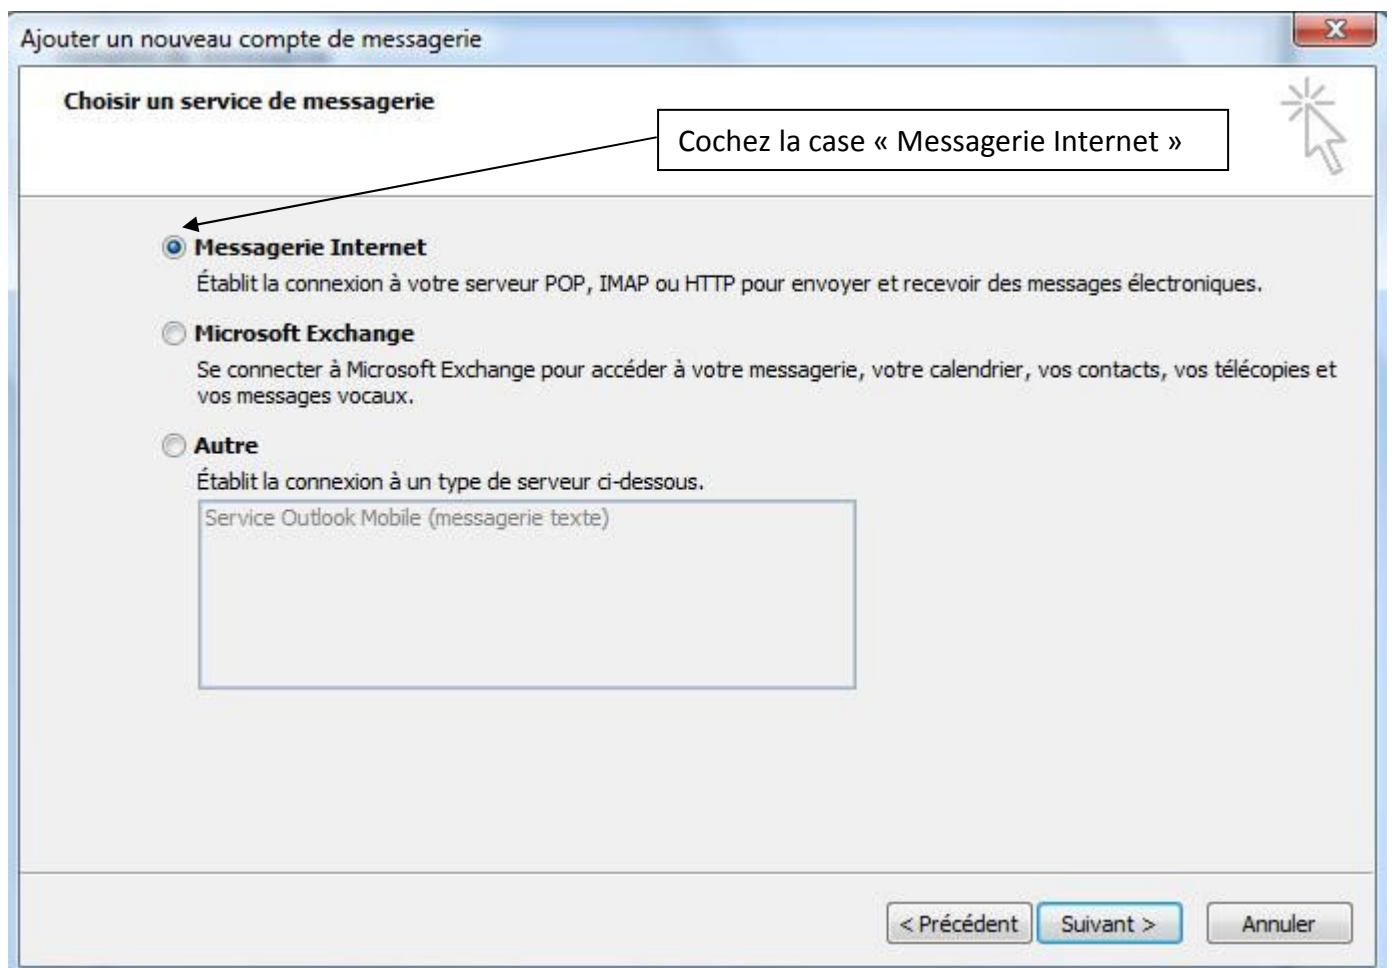 Ajouter un nouveau compte de messagerie
Choisir un service de messagerie
Cochez la case « Messagerie Internet »
Messagerie Internet
Établit la connexion à votre serveur POP, IMAP ou HTTP pour envoyer et recevoir des messages électroniques.
Microsoft Exchange
Se connecter à Microsoft Exchange pour accéder à votre messagerie, votre calendrier, vos contacts, vos télécopies et
vos messages vocaux.
Autre
Établit la connexion à un type de serveur ci-dessous.
Service Outlook Mobile (messagerie texte)
< Précédent
Suivant >
Annuler